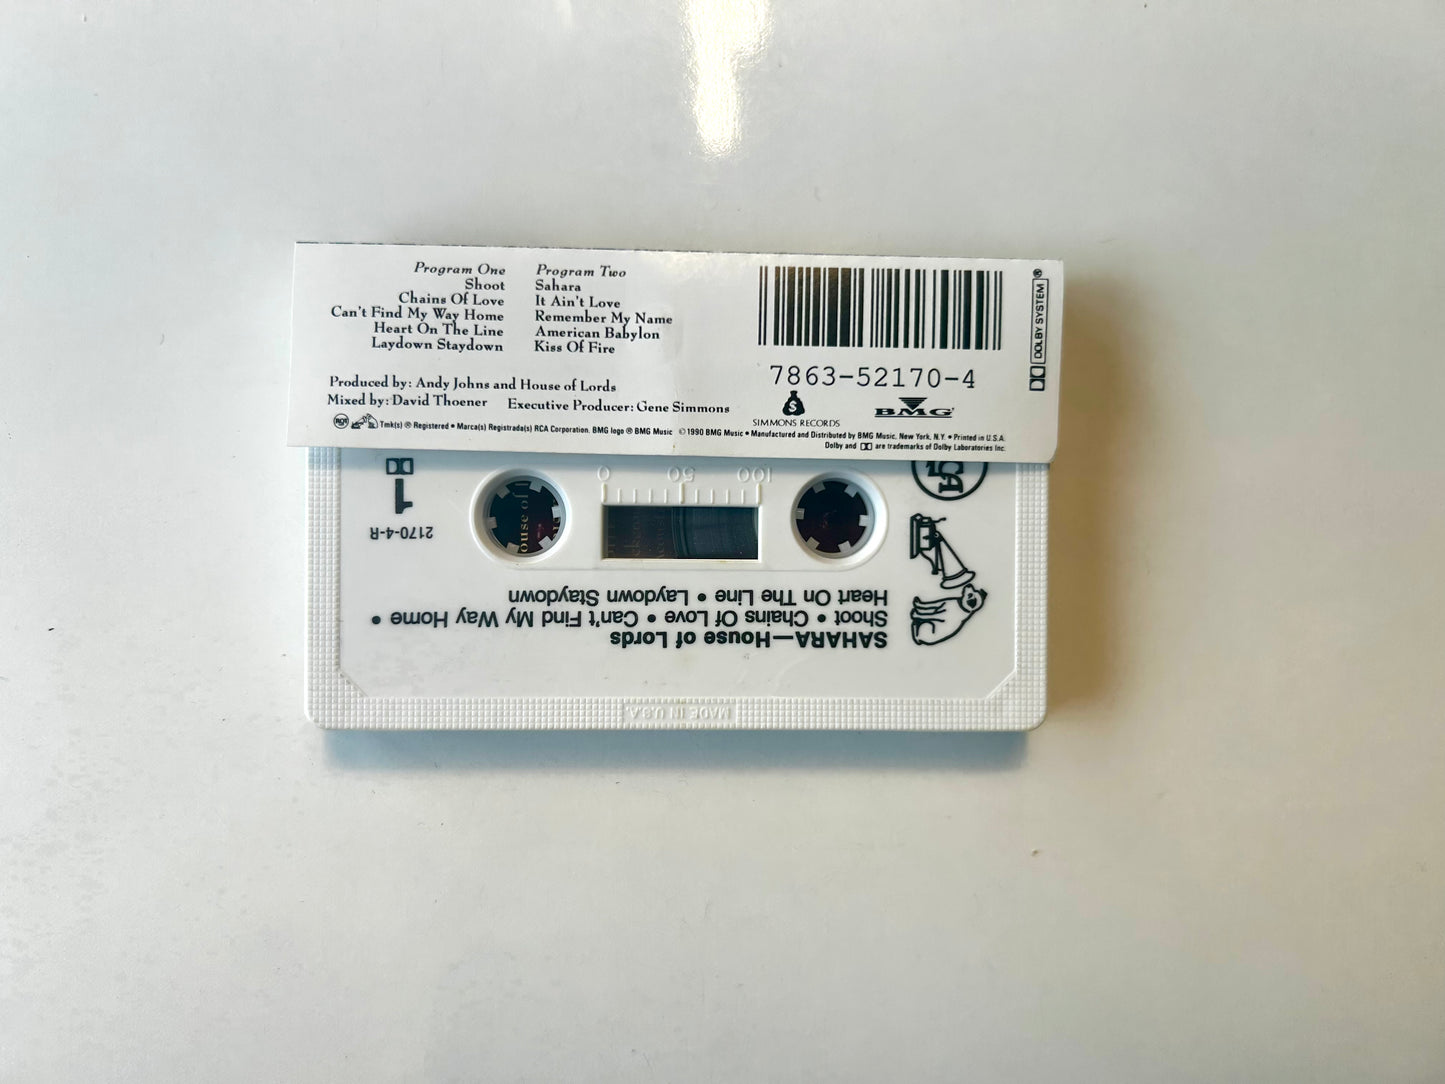 Program One
Shoot
Chains Of Love
Can't Find My Way Home
Heart On The Line
Laydown Staydown
Program Two
Sahara
It Ain't Love
Remember My Name
American Babylon
Kiss Of Fire
Produced by: Andy Johns and House of Lords
Mixed by: David Thoener Executive Producer: Gene Simmons
7863-52170-4
SIMMONS RECORDS
BMG
DOLBY SYSTEM ®
RCA Tmk(s) ® Registered • Marca(s) Registrada(s) RCA Corporation. BMG logo ® BMG Music ©1990 BMG Music • Manufactured and Distributed by BMG Music, New York, N.Y. • Printed in U.S.A.
Dolby and are trademarks of Dolby Laboratories Inc.
SAHARA—House of Lords
Shoot • Chains Of Love • Can't Find My Way Home •
Heart On The Line • Laydown Staydown
2170-4-R
1
100 50 0
MADE IN U.S.A.